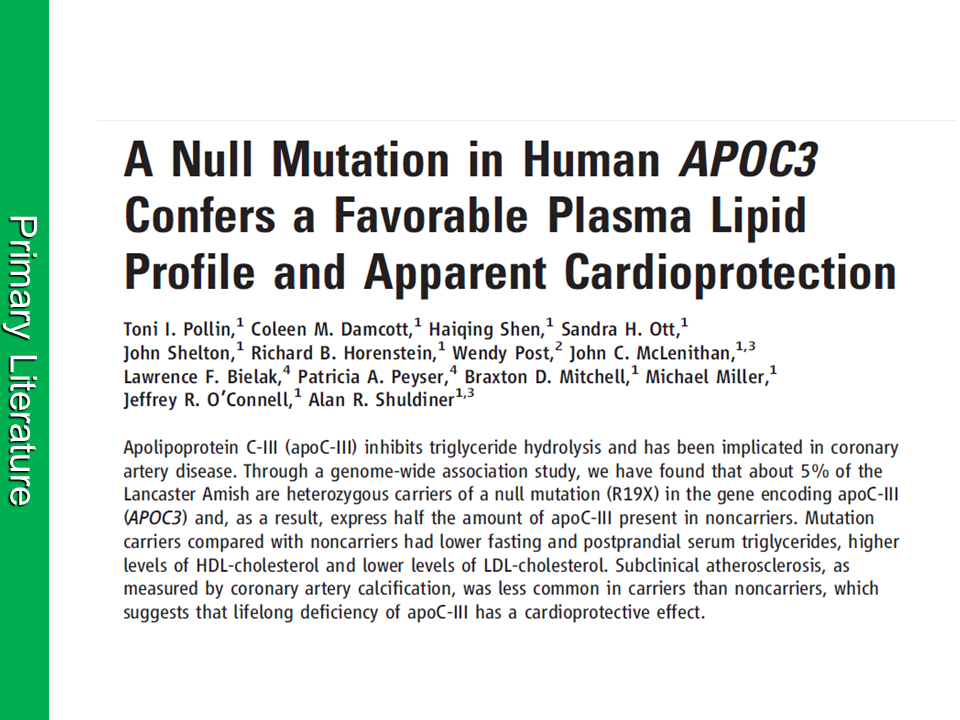 Primary Literature
A Null Mutation in Human APOC3
Confers a Favorable Plasma Lipid
Profile and Apparent Cardioprotection
Toni I. Pollin,1 Coleen M. Damcott,1 Haiqing Shen,1 Sandra H. Ott,1
John Shelton,1 Richard B. Horenstein,1 Wendy Post,2 John C. McLenithan,1,3
Lawrence F. Bielak,4 Patricia A. Peyser,4 Braxton D. Mitchell,1 Michael Miller,1
Jeffrey R. O’Connell,1 Alan R. Shuldiner1,3
Apolipoprotein C-III (apoC-III) inhibits triglyceride hydrolysis and has been implicated in coronary
artery disease. Through a genome-wide association study, we have found that about 5% of the
Lancaster Amish are heterozygous carriers of a null mutation (R19X) in the gene encoding apoC-III
(APOC3) and, as a result, express half the amount of apoC-III present in noncarriers. Mutation
carriers compared with noncarriers had lower fasting and postprandial serum triglycerides, higher
levels of HDL-cholesterol and lower levels of LDL-cholesterol. Subclinical atherosclerosis, as
measured by coronary artery calcification, was less common in carriers than noncarriers, which
suggests that lifelong deficiency of apoC-III has a cardioprotective effect.